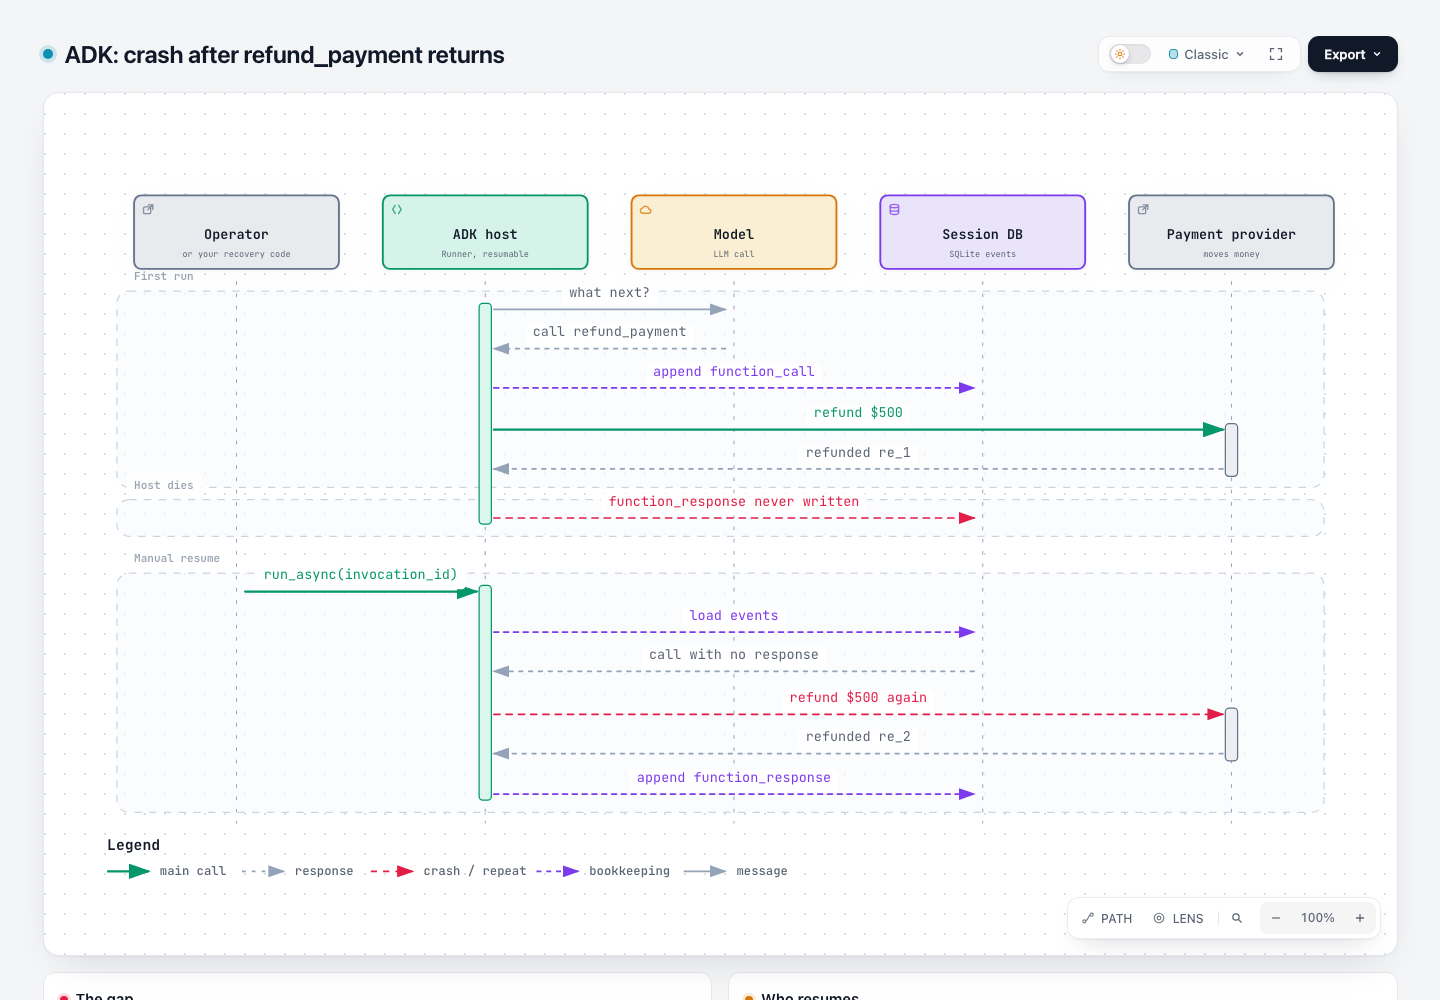 ADK: crash after refund_payment returns
Classic
Export
Operator
or your recovery code
ADK host
Runner, resumable
Model
LLM call
Session DB
SQLite events
Payment provider
moves money
First run
what next?
call refund_payment
append function_call
refund $500
refunded re_1
Host dies
function_response never written
Manual resume
run_async(invocation_id)
load events
call with no response
refund $500 again
refunded re_2
append function_response
Legend
main call
response
crash / repeat
bookkeeping
message
PATH
LENS
100%
The gap
Who resumes